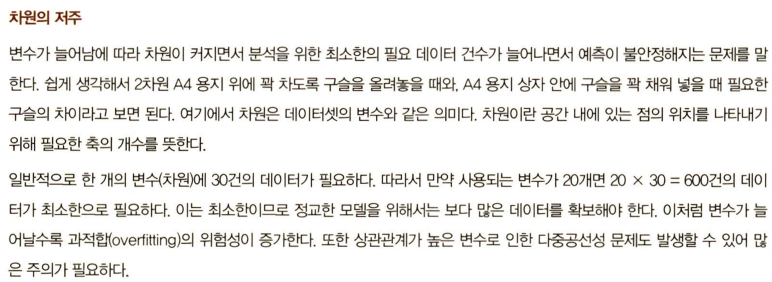 차원의 저주
변수가 늘어남에 따라 차원이 커지면서 분석을 위한 최소한의 필요 데이터 건수가 늘어나면서 예측이 불안정해지는 문제를 말
한다. 쉽게 생각해서 2차원 A4 용지 위에 꽉 차도록 구슬을 올려놓을 때와, A4 용지 상자 안에 구슬을 꽉 채워 넣을 때 필요한
구슬의 차이라고 보면 된다. 여기에서 차원은 데이터셋의 변수와 같은 의미다. 차원이란 공간 내에 있는 점의 위치를 나타내기
위해 필요한 축의 개수를 뜻한다.
일반적으로 한 개의 변수(차원)에 30건의 데이터가 필요하다. 따라서 만약 사용되는 변수가 20개면 20 × 30 = 600건의 데이
터가 최소한으로 필요하다. 이는 최소한이므로 정교한 모델을 위해서는 보다 많은 데이터를 확보해야 한다. 이처럼 변수가 늘
어날수록 과적합(overfitting)의 위험성이 증가한다. 또한 상관관계가 높은 변수로 인한 다중공선성 문제도 발생할 수 있어 많
은 주의가 필요하다.